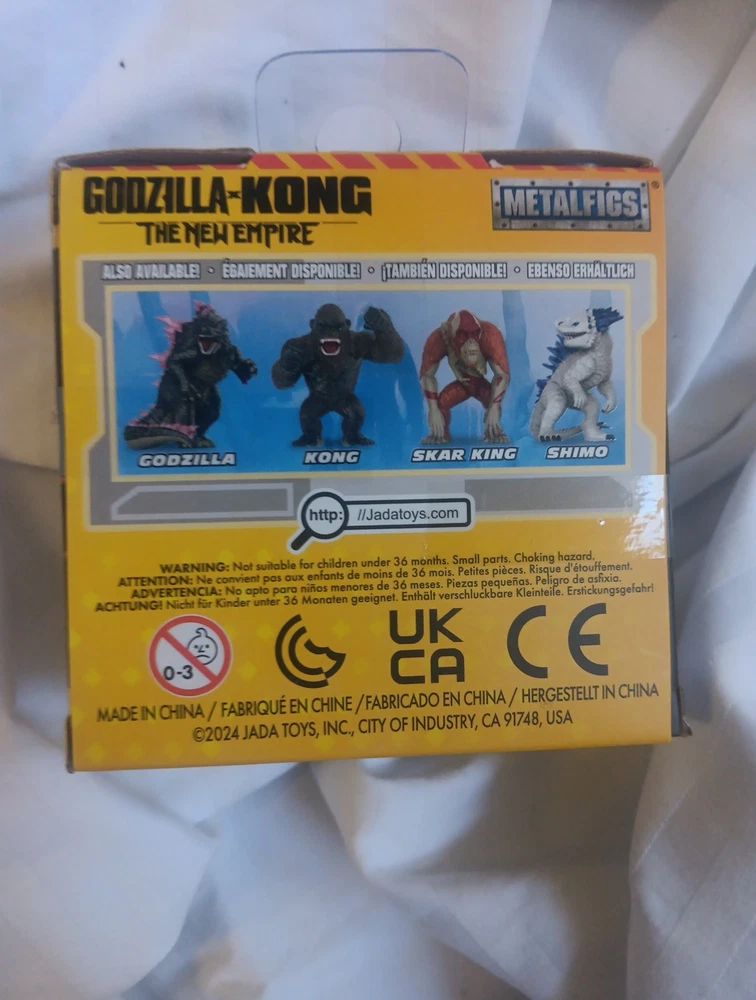 GODZILLA x KONG
THE NEW EMPIRE
METALFIGS®
ALSO AVAILABLE! • ÉGAIEMENT DISPONIBLE! • ¡TAMBIÉN DISPONIBLE! • EBENSO ERHÄLTLICH
GODZILLA KONG SKAR KING SHIMO
http: //Jadatoys.com
WARNING: Not suitable for children under 36 months. Small parts. Choking hazard.
ATTENTION: Ne convient pas aux enfants de moins de 36 mois. Petites pièces. Risque d'étouffement.
ADVERTENCIA: No apto para niños menores de 36 meses. Piezas pequeñas. Peligro de asfixia.
ACHTUNG! Nicht für Kinder unter 36 Monaten geeignet. Enthält verschluckbare Kleinteile. Erstickungsgefahr!
0-3
UK
CA
CE
MADE IN CHINA / FABRIQUÉ EN CHINE / FABRICADO EN CHINA / HERGESTELLT IN CHINA
©2024 JADA TOYS, INC., CITY OF INDUSTRY, CA 91748, USA